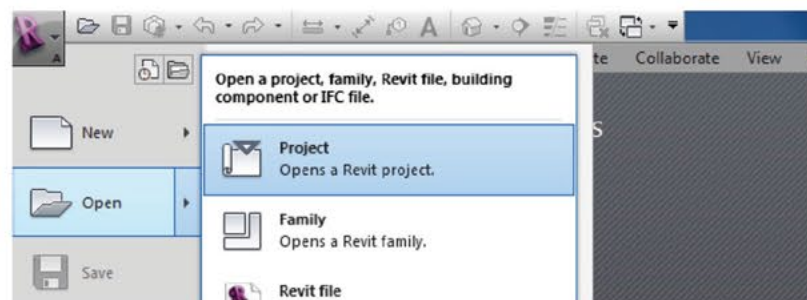 A
A
te Collaborate View
Open a project, family, Revit file, building
component or IFC file.
s
New
Project
Opens a Revit project.
Open
Family
Opens a Revit family.
Save
Revit file